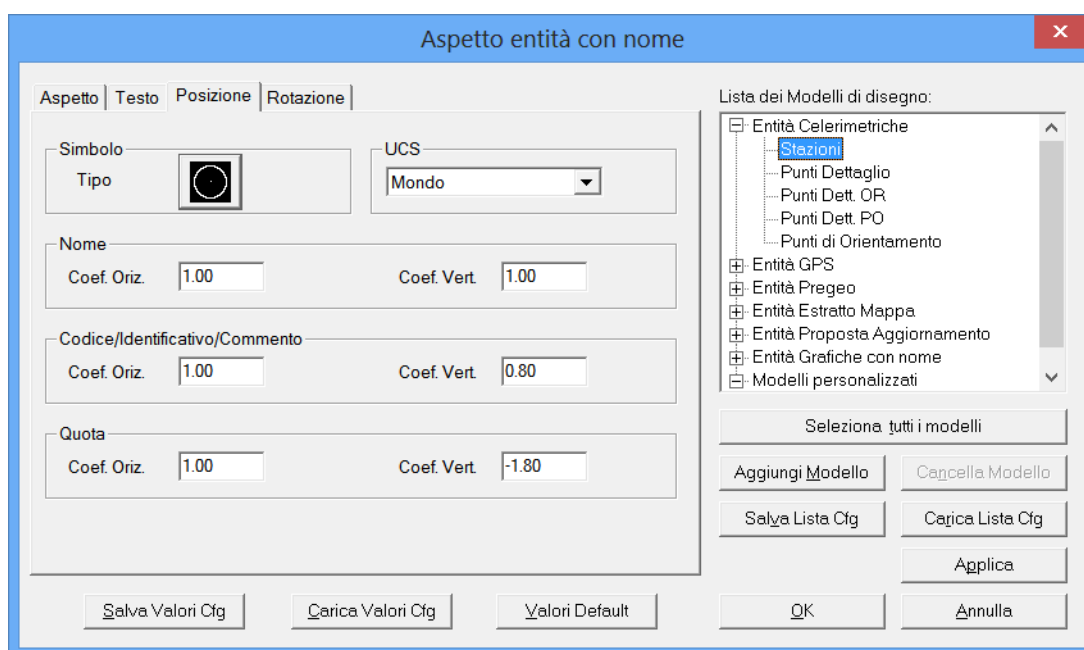 Aspetto entità con nome
x
Aspetto Testo Posizione Rotazione
Simbolo
Tipo
UCS
Mondo
Nome
Coef. Oriz. 1.00 Coef. Vert. 1.00
Codice/Identificativo/Commento
Coef. Oriz. 1.00 Coef. Vert. 0.80
Quota
Coef. Oriz. 1.00 Coef. Vert. -1.80
Salva Valori Cfg Carica Valori Cfg Valori Default
Lista dei Modelli di disegno:
Entità Celerimetriche
Stazioni
Punti Dettaglio
Punti Dett. OR
Punti Dett. PO
Punti di Orientamento
Entità GPS
Entità Pregeo
Entità Estratto Mappa
Entità Proposta Aggiornamento
Entità Grafiche con nome
Modelli personalizzati
Seleziona tutti i modelli
Aggiungi Modello Cancella Modello
Salva Lista Cfg Carica Lista Cfg
Applica
OK Annulla